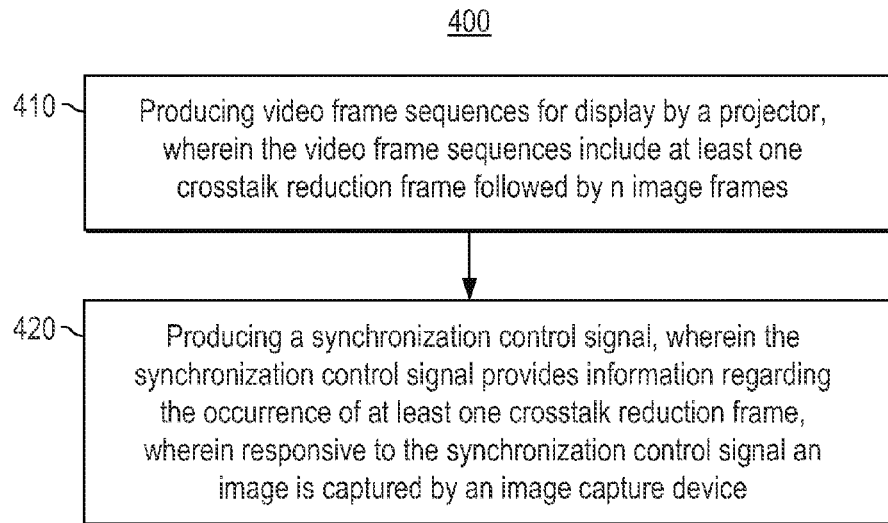 400
410
Producing video frame sequences for display by a projector,
wherein the video frame sequences include at least one
crosstalk reduction frame followed by n image frames
420
Producing a synchronization control signal, wherein the
synchronization control signal provides information regarding
the occurrence of at least one crosstalk reduction frame,
wherein responsive to the synchronization control signal an
image is captured by an image capture device